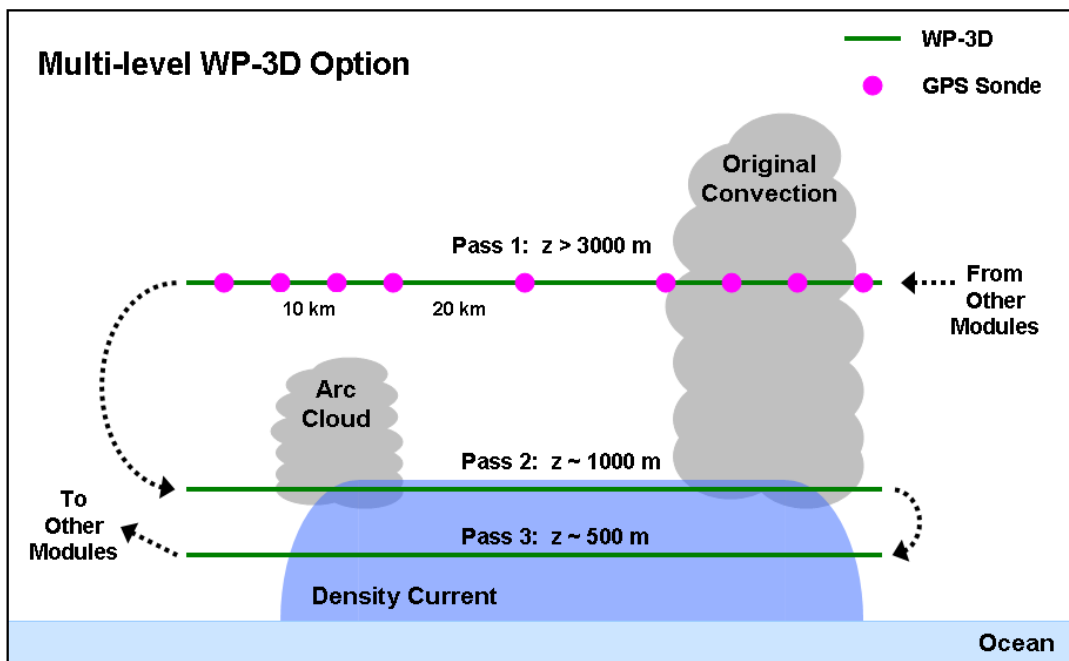 Multi-level WP-3D Option
WP-3D
GPS Sonde
Original
Convection
Pass 1:  z > 3000 m
From
Other
Modules
10 km
20 km
Arc
Cloud
Pass 2:  z ~ 1000 m
To
Other
Modules
Pass 3:  z ~ 500 m
Density Current
Ocean